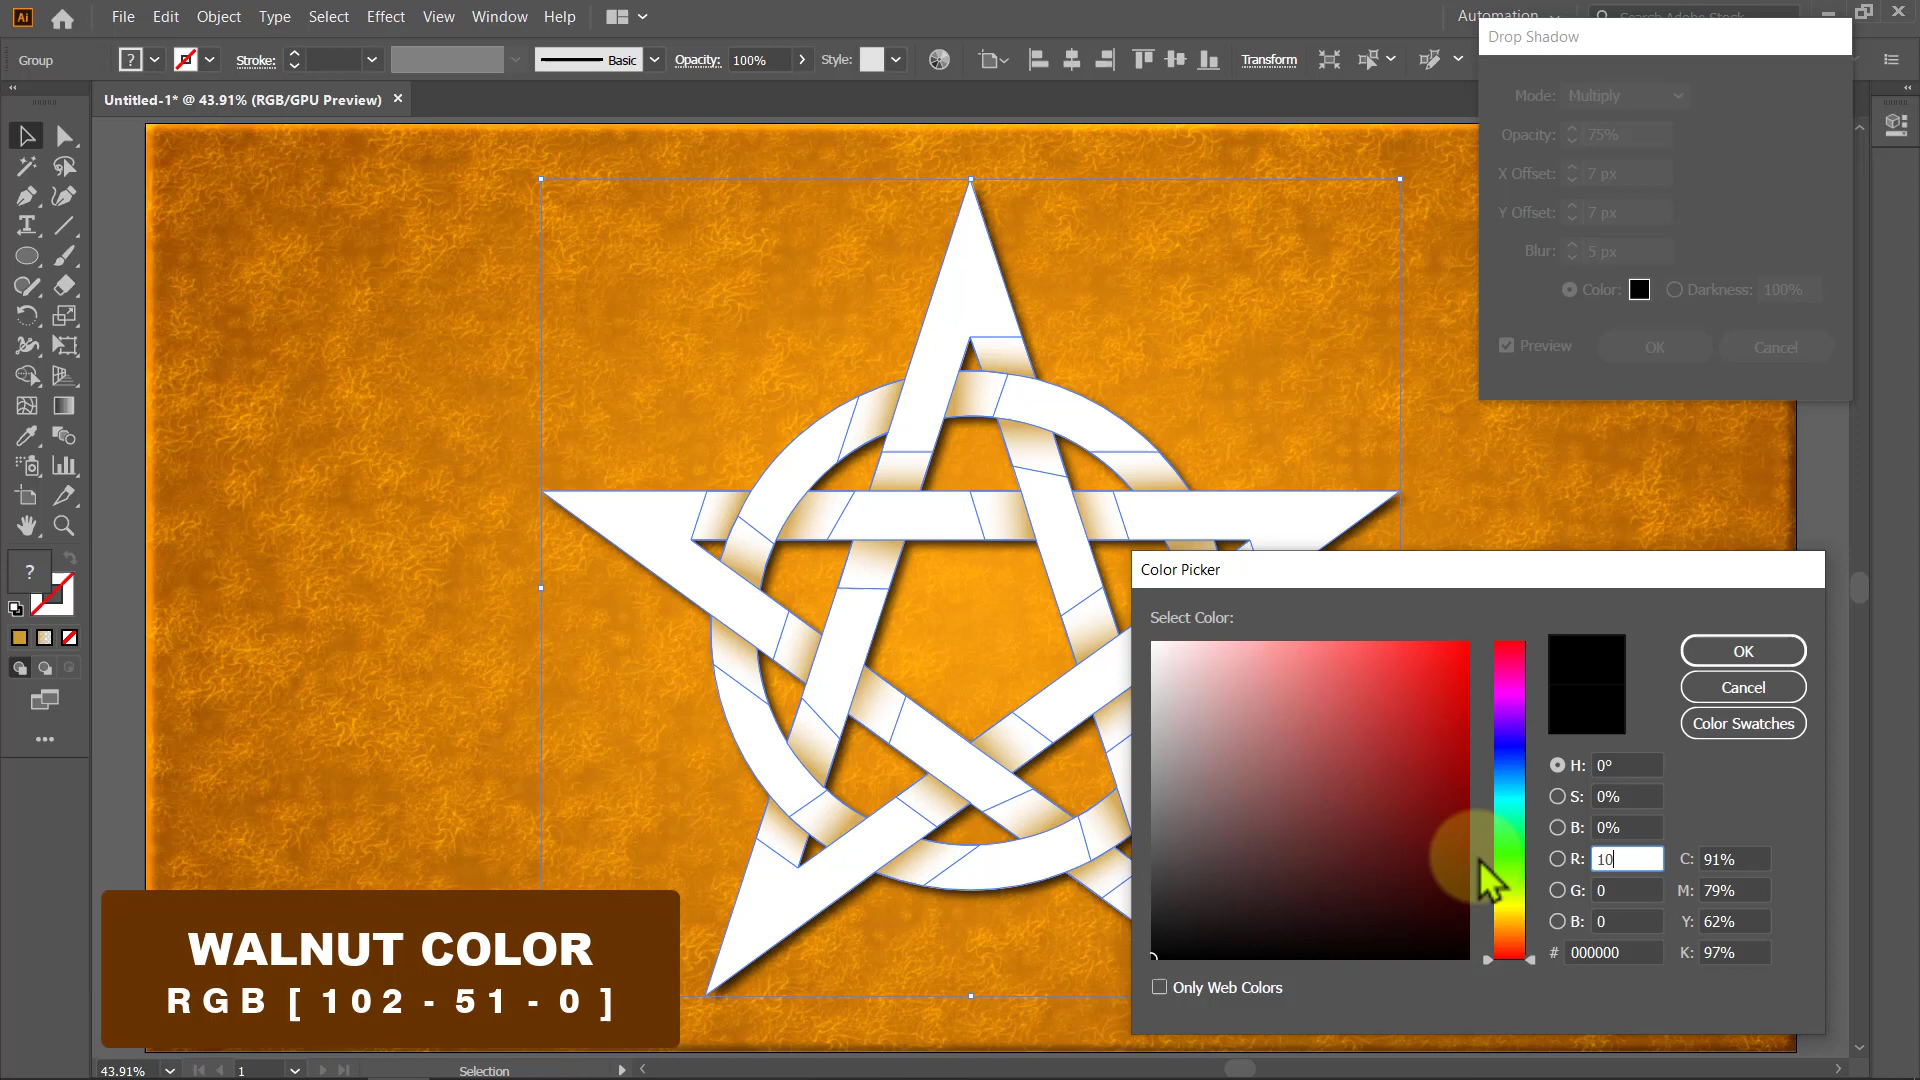 Ai File Edit Object Type Select Effect View Window Help
Automation Search Adobe Stock
Group ? Stroke: Basic Opacity: 100% Style: Transform
Untitled-1* @ 43.91% (RGB/GPU Preview) ×
Drop Shadow
Mode: Multiply
Opacity: 75%
X Offset: 7 px
Y Offset: 7 px
Blur: 5 px
Color: Darkness: 100%
Preview OK Cancel
?
Color Picker
Select Color:
OK
Cancel
Color Swatches
H: 0°
S: 0%
B: 0%
R: 10 C: 91%
G: 0 M: 79%
B: 0 Y: 62%
# 000000 K: 97%
Only Web Colors
WALNUT COLOR
RGB [ 102 - 51 - 0 ]
43.91% 1 Selection